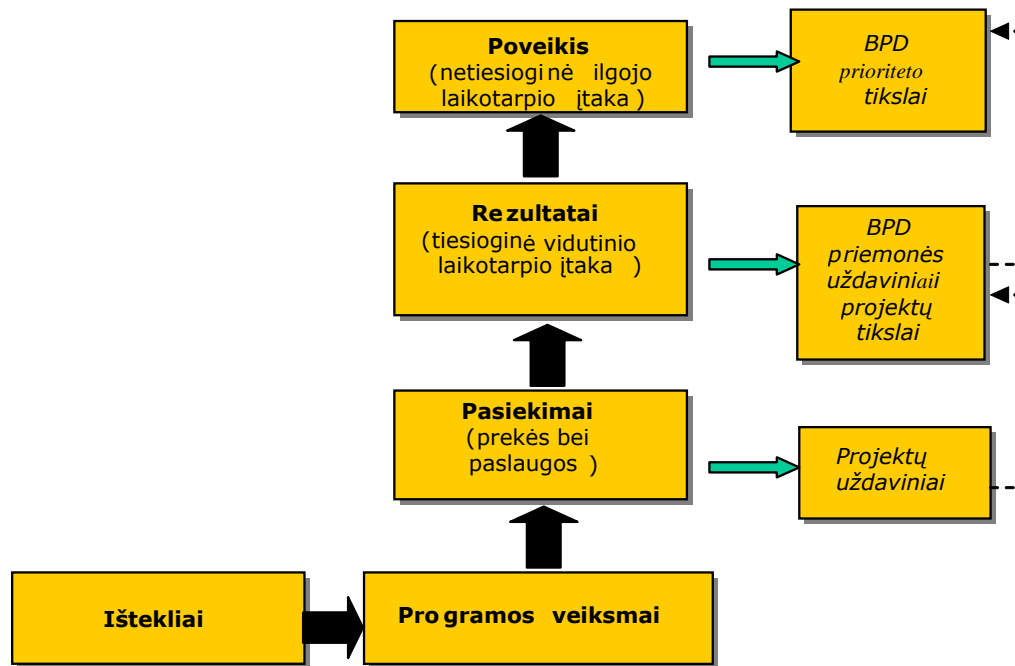 Poveikis
(netiesioginė ilgojo
laikotarpio įtaka)
BPD
prioriteto
tikslai
Rezultatai
(tiesioginė vidutinio
laikotarpio įtaka)
BPD
priemonės
uždaviniaii
projektų
tikslai
Pasiekimai
(prekės bei
paslaugos)
Projektų
uždaviniai
Ištekliai
Programos veiksmai